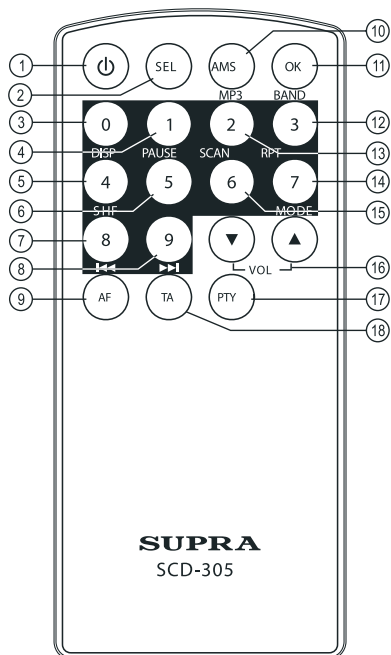 1 SEL AMS OK 10
2 MP3 BAND 11
3 0 1 2 3 12
4 DISP PAUSE SCAN RPT 13
5 4 5 6 7 14
6 SHF MODE 15
7 8 9 ▼ ▲
8 VOL 16
9 AF TA PTY 17
18
SUPRA
SCD-305